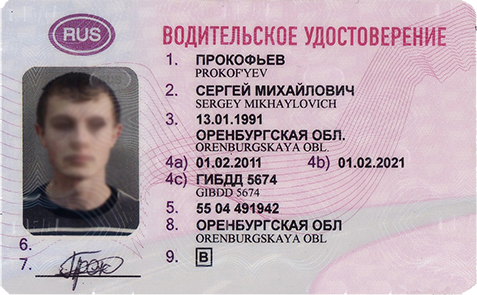 RUS ВОДИТЕЛЬСКОЕ УДОСТОВЕРЕНИЕ
1. ПРОКОФЬЕВ
PROKOF'YEV
2. СЕРГЕЙ МИХАЙЛОВИЧ
SERGEY MIKHAYLOVICH
3. 13.01.1991
ОРЕНБУРГСКАЯ ОБЛ.
ORENBURGSKAYA OBL.
4a) 01.02.2011 4b) 01.02.2021
4c) ГИБДД 5674
GIBDD 5674
5. 55 04 491942
8. ОРЕНБУРГСКАЯ ОБЛ
ORENBURGSKAYA OBL
6.
7.
9. B